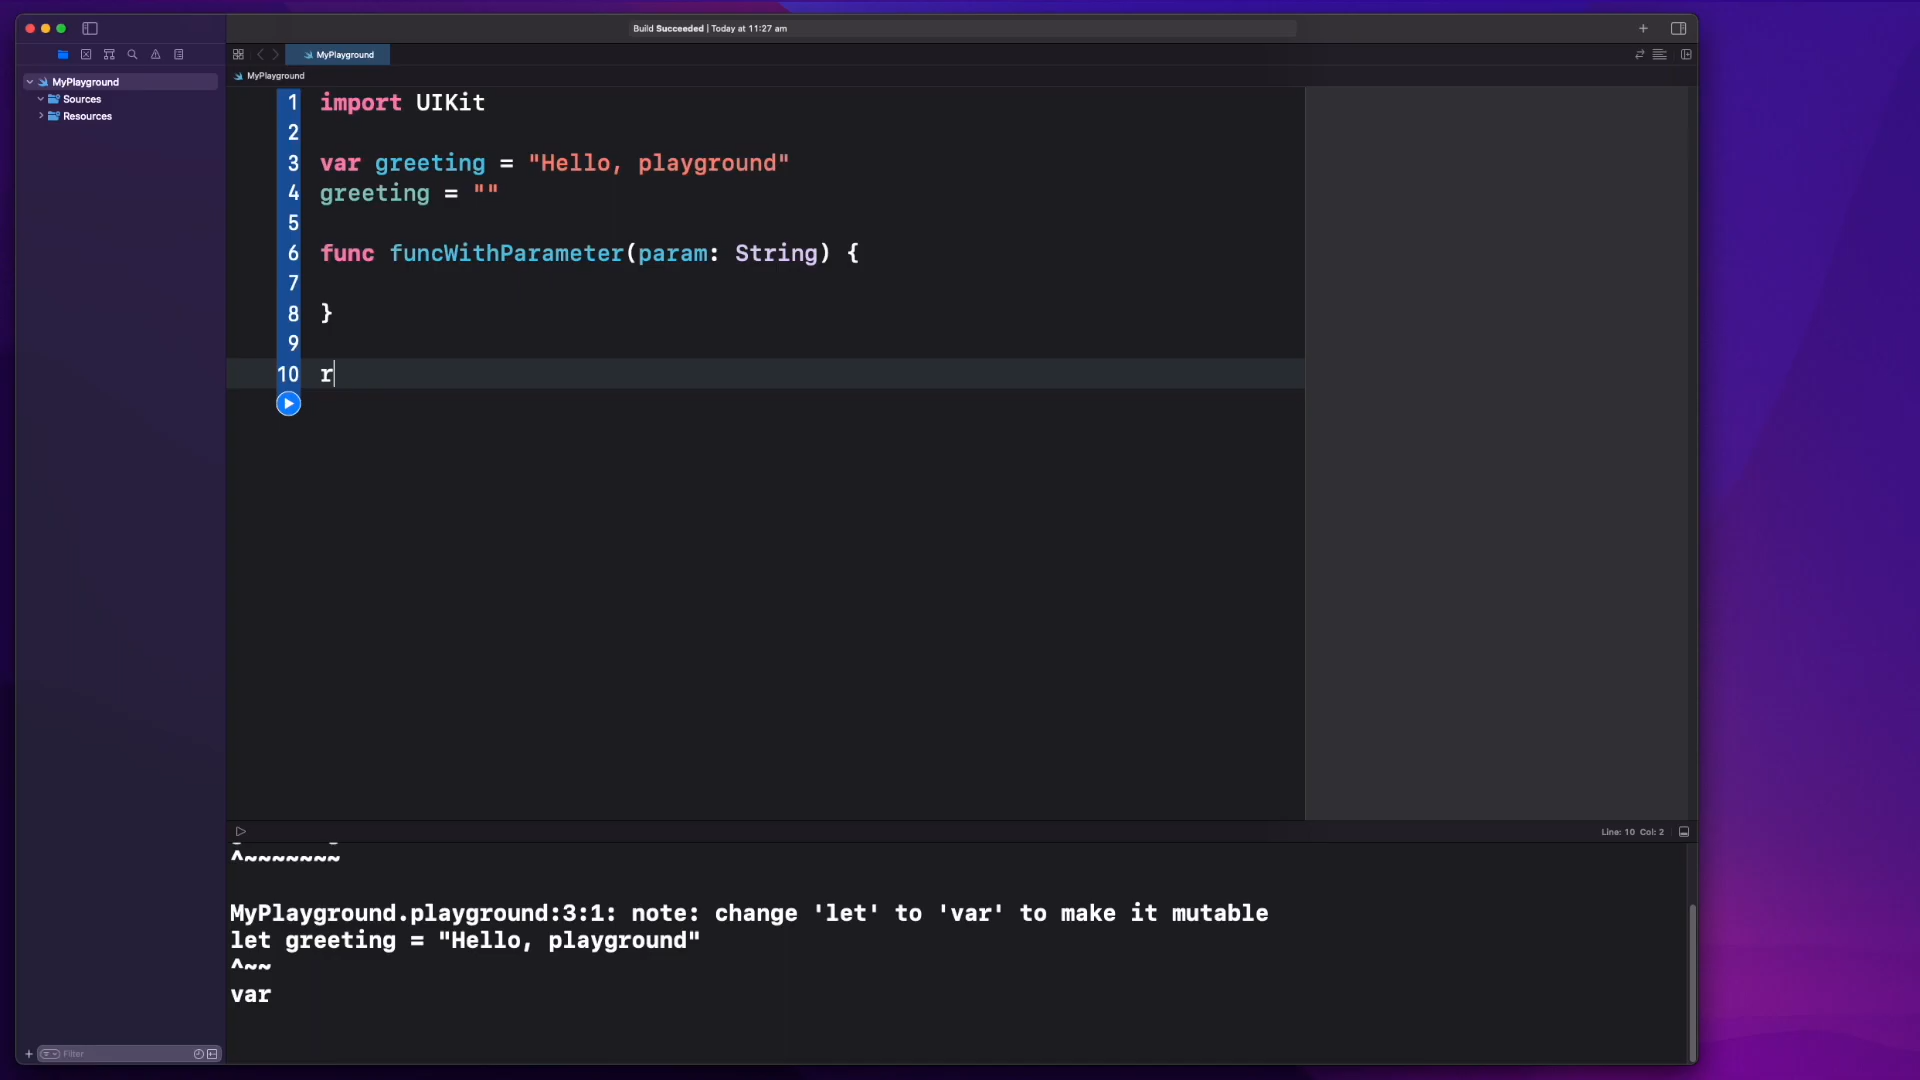 Build Succeeded | Today at 11:27 am
MyPlayground
MyPlayground
MyPlayground
Sources
Resources
1 import UIKit
2
3 var greeting = "Hello, playground"
4 greeting = ""
5
6 func funcWithParameter(param: String) {
7
8 }
9
10 r
Line: 10 Col: 2
^~~~~~~~
MyPlayground.playground:3:1: note: change 'let' to 'var' to make it mutable
let greeting = "Hello, playground"
^~~
var
Filter